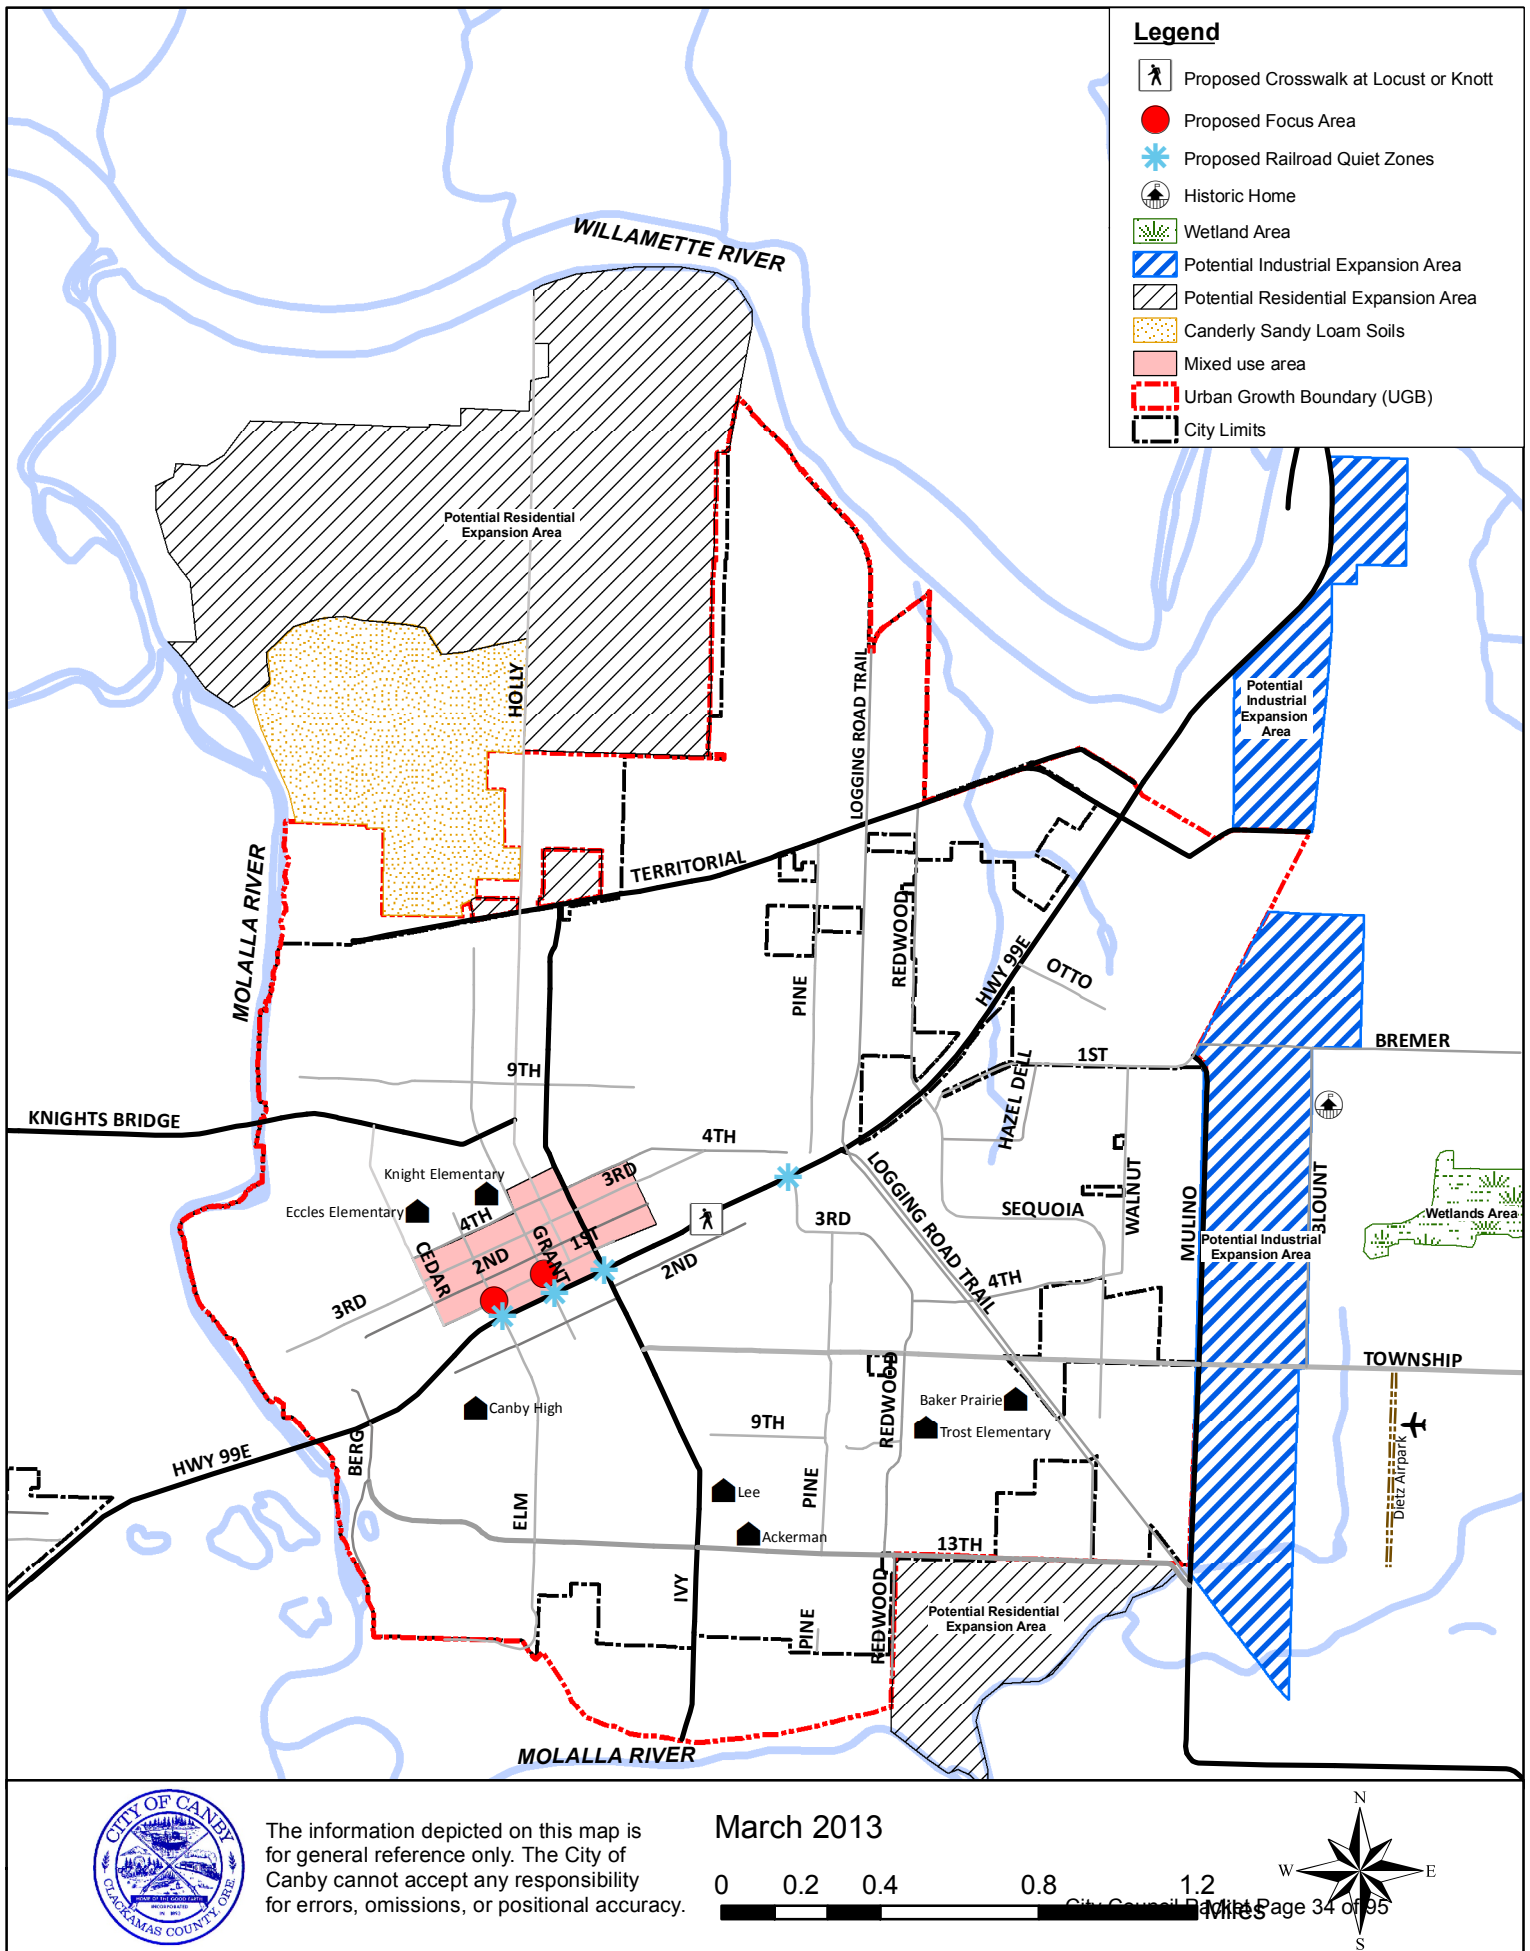 Legend
Proposed Crosswalk at Locust or Knott
Proposed Focus Area
Proposed Railroad Quiet Zones
Historic Home
Wetland Area
Potential Industrial Expansion Area
Potential Residential Expansion Area
Canderly Sandy Loam Soils
Mixed use area
Urban Growth Boundary (UGB)
City Limits
WILLAMETTE RIVER
Potential Residential
Expansion Area
HOLLY
LOGGING ROAD TRAIL
Potential
Industrial
Expansion
Area
MOLALLA RIVER
TERRITORIAL
PINE
REDWOOD
HWY 99E
OTTO
BREMER
1ST
HAZEL DELL
9TH
KNIGHTS BRIDGE
4TH
3RD
Knight Elementary
Eccles Elementary
4TH
GRANT
1ST
2ND
CEDAR
3RD
2ND
LOGGING ROAD TRAIL
3RD
SEQUOIA
WALNUT
MULINO
BLOUNT
Wetlands Area
Potential Industrial
Expansion Area
4TH
TOWNSHIP
Canby High
HWY 99E
BERG
ELM
9TH
PINE
REDWOOD
Baker Prairie
Trost Elementary
Dietz Airpark
Lee
Ackerman
13TH
IVY
PINE
REDWOOD
Potential Residential
Expansion Area
MOLALLA RIVER
CITY OF CANBY
HOME OF THE GOOD EARTH
INCORPORATED
IN 1893
CLACKAMAS COUNTY, ORE.
The information depicted on this map is
for general reference only. The City of
Canby cannot accept any responsibility
for errors, omissions, or positional accuracy.
March 2013
0 0.2 0.4 0.8 1.2
Miles
City Council Packet Page 34 of 95
N
W E
S